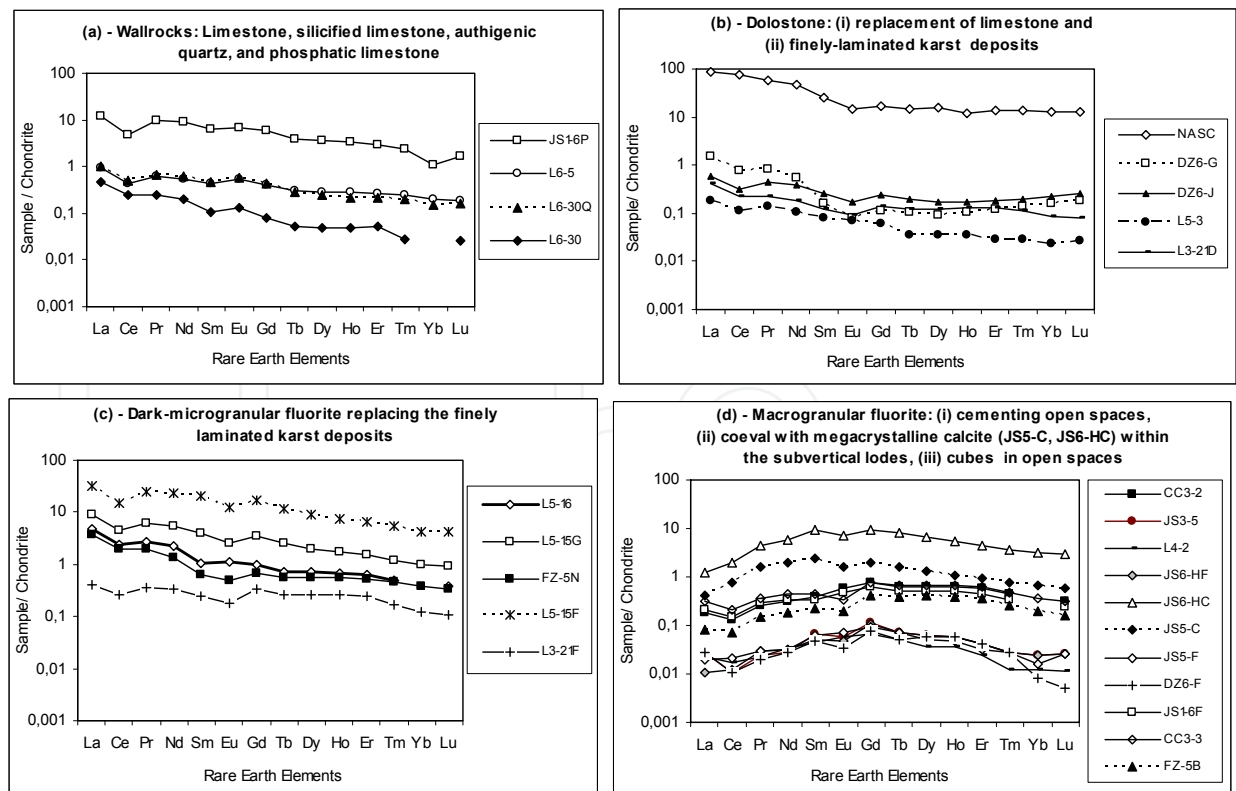 (a) - Wallrocks: Limestone, silicified limestone, authigenic
quartz, and phosphatic limestone
100
10
1
0,1
0,01
0,001
Sample / Chondrite
La Ce Pr Nd Sm Eu Gd Tb Dy Ho Er Tm Yb Lu
Rare Earth Elements
JS1-6P
L6-5
L6-30Q
L6-30
(b) - Dolostone: (i) replacement of limestone and
(ii) finely-laminated karst deposits
100
10
1
0,1
0,01
0,001
Sample/ Chondrite
La Ce Pr Nd Sm Eu Gd Tb Dy Ho Er Tm Yb Lu
Rare Earth Elements
NASC
DZ6-G
DZ6-J
L5-3
L3-21D
(c) - Dark-microgranular fluorite replacing the finely
laminated karst deposits
100
10
1
0,1
0,01
0,001
Sample/ Chondrite
La Ce Pr Nd Sm Eu Gd Tb Dy Ho Er Tm Yb Lu
Rare Earth Elements
L5-16
L5-15G
FZ-5N
L5-15F
L3-21F
(d) - Macrogranular fluorite: (i) cementing open spaces,
(ii) coeval with megacrystalline calcite (JS5-C, JS6-HC) within
the subvertical lodes, (iii) cubes in open spaces
100
10
1
0,1
0,01
0,001
Sample/ Chondrite
La Ce Pr Nd Sm Eu Gd Tb Dy Ho Er Tm Yb Lu
Rare Earth Elements
CC3-2
JS3-5
L4-2
JS6-HF
JS6-HC
JS5-C
JS5-F
DZ6-F
JS1-6F
CC3-3
FZ-5B